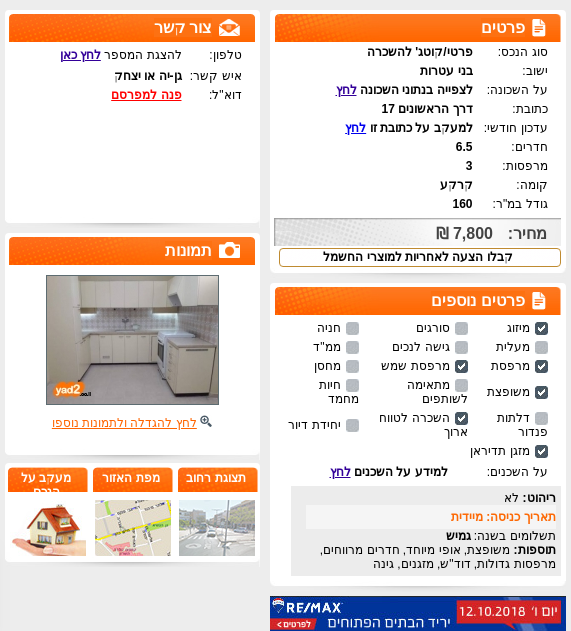 פרטים
סוג הנכס: פרטי/קוטג' להשכרה
ישוב: בני עטרות
על השכונה: לצפייה בנתוני השכונה לחץ
כתובת: דרך הראשונים 17
עדכון חודשי: למעקב על כתובת זו לחץ
חדרים: 6.5
מרפסות: 3
קומה: קרקע
גודל במ"ר: 160
מחיר: 7,800 ₪
קבלו הצעה לאחריות למוצרי החשמל
פרטים נוספים
מיזוג סורגים חניה
מעלית גישה לנכים ממ"ד
מרפסת מרפסת שמש מחסן
משופצת מתאימה לשותפים חיות מחמד
דלתות פנדור השכרה לטווח ארוך יחידת דיור
מזגן תדיראן
על השכנים: למידע על השכנים לחץ
ריהוט: לא
תאריך כניסה: מיידית
תשלומים בשנה: גמיש
תוספות: משופצת, אופי מיוחד, חדרים מרווחים,
מרפסות גדולות, דוד"ש, מזגנים, גינה
RE/MAX
יום ו' 12.10.2018
יריד הבתים הפתוחים
לפרטים >
צור קשר
טלפון: להצגת המספר לחץ כאן
איש קשר: גן-יה או יצחק
דוא"ל: פנה למפרסם
תמונות
yad2
לחץ להגדלה ולתמונות נוספו
תצוגת רחוב מפת האזור מעקב על
הנכס